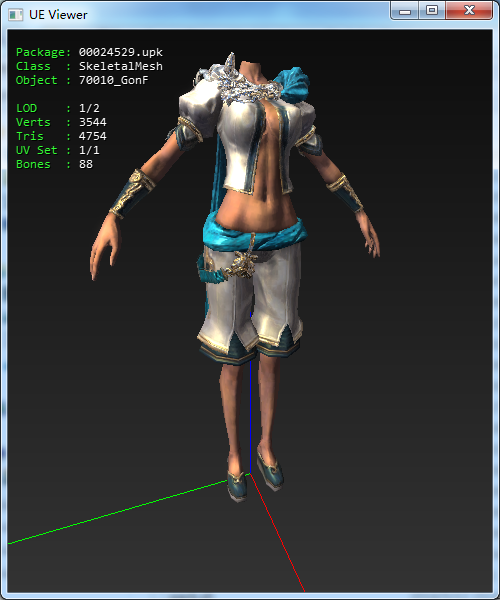 UE Viewer
Package: 00024529.upk
Class : SkeletalMesh
Object : 70010_GonF
LOD : 1/2
Verts : 3544
Tris : 4754
UV Set : 1/1
Bones : 88